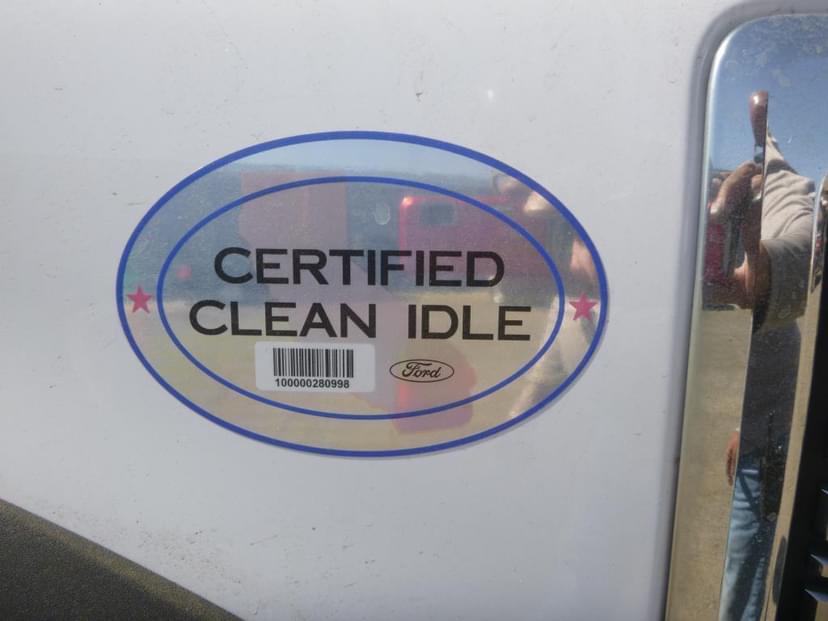 CERTIFIED
CLEAN IDLE
100000280998
Ford